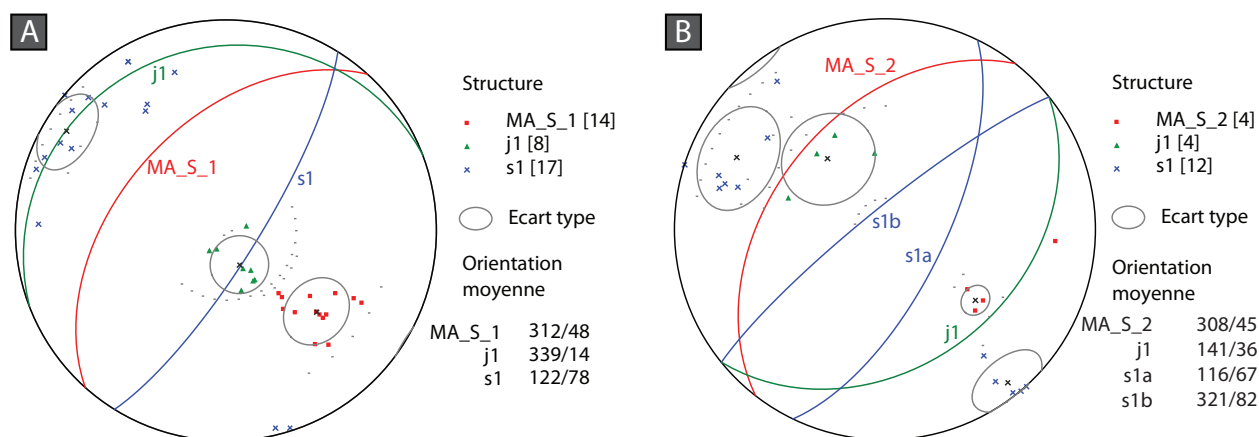 A
j1
MA_S_1
s1
Structure
MA_S_1 [14]
j1 [8]
s1 [17]
Ecart type
Orientation
moyenne
MA_S_1 312/48
j1 339/14
s1 122/78
B
MA_S_2
s1b
s1a
j1
Structure
MA_S_2 [4]
j1 [4]
s1 [12]
Ecart type
Orientation
moyenne
MA_S_2 308/45
j1 141/36
s1a 116/67
s1b 321/82